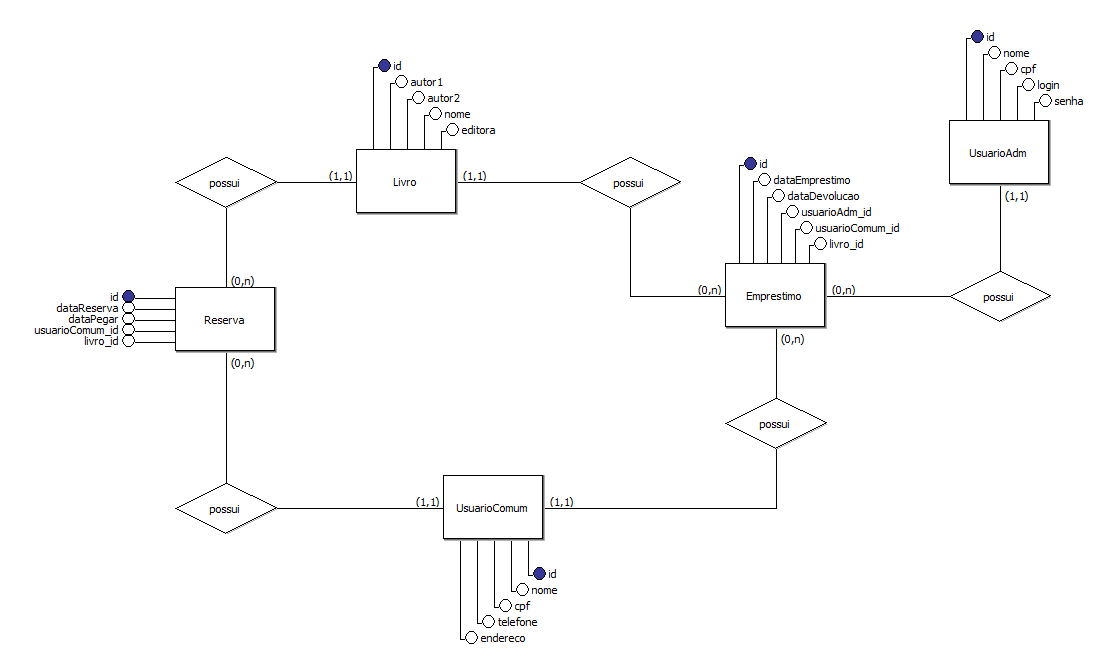 id
nome
cpf
login
senha
UsuarioAdm
(1,1)
id
autor1
autor2
nome
editora
possui
(1,1)
Livro
(1,1)
possui
id
dataEmprestimo
dataDevolucao
usuarioAdm_id
usuarioComum_id
livro_id
(0,n)
(0,n)
Emprestimo
(0,n)
possui
id
dataReserva
dataPegar
usuarioComum_id
livro_id
Reserva
(0,n)
(0,n)
possui
possui
(1,1)
UsuarioComum
(1,1)
id
nome
cpf
telefone
endereco